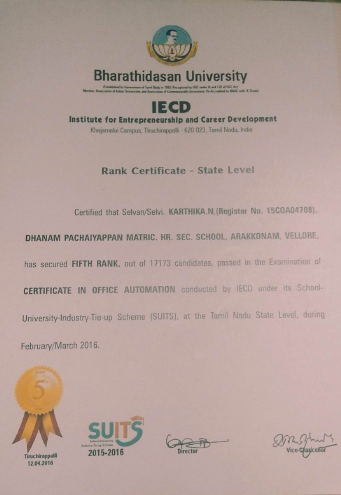 Bharathidasan University
IECD
Institute for Entrepreneurship and Career Development
Khajamalai Campus, Tiruchirappalli - 620 023, Tamil Nadu, India
Rank Certificate - State Level
Certified that Selvan/Selvi. KARTHIKA.N.(Register No. 15COA04708),
DHANAM PACHAIYAPPAN MATRIC. HR. SEC. SCHOOL, ARAKKONAM, VELLORE,
has secured FIFTH RANK, out of 17173 candidates, passed in the Examination of
CERTIFICATE IN OFFICE AUTOMATION conducted by IECD under its School-
University-Industry-Tie-up Scheme (SUITS), at the Tamil Nadu State Level, during
February/March 2016.
5
Tiruchirappalli
12.04.2016
SUITS
2015-2016
Director
Vice-Chancellor